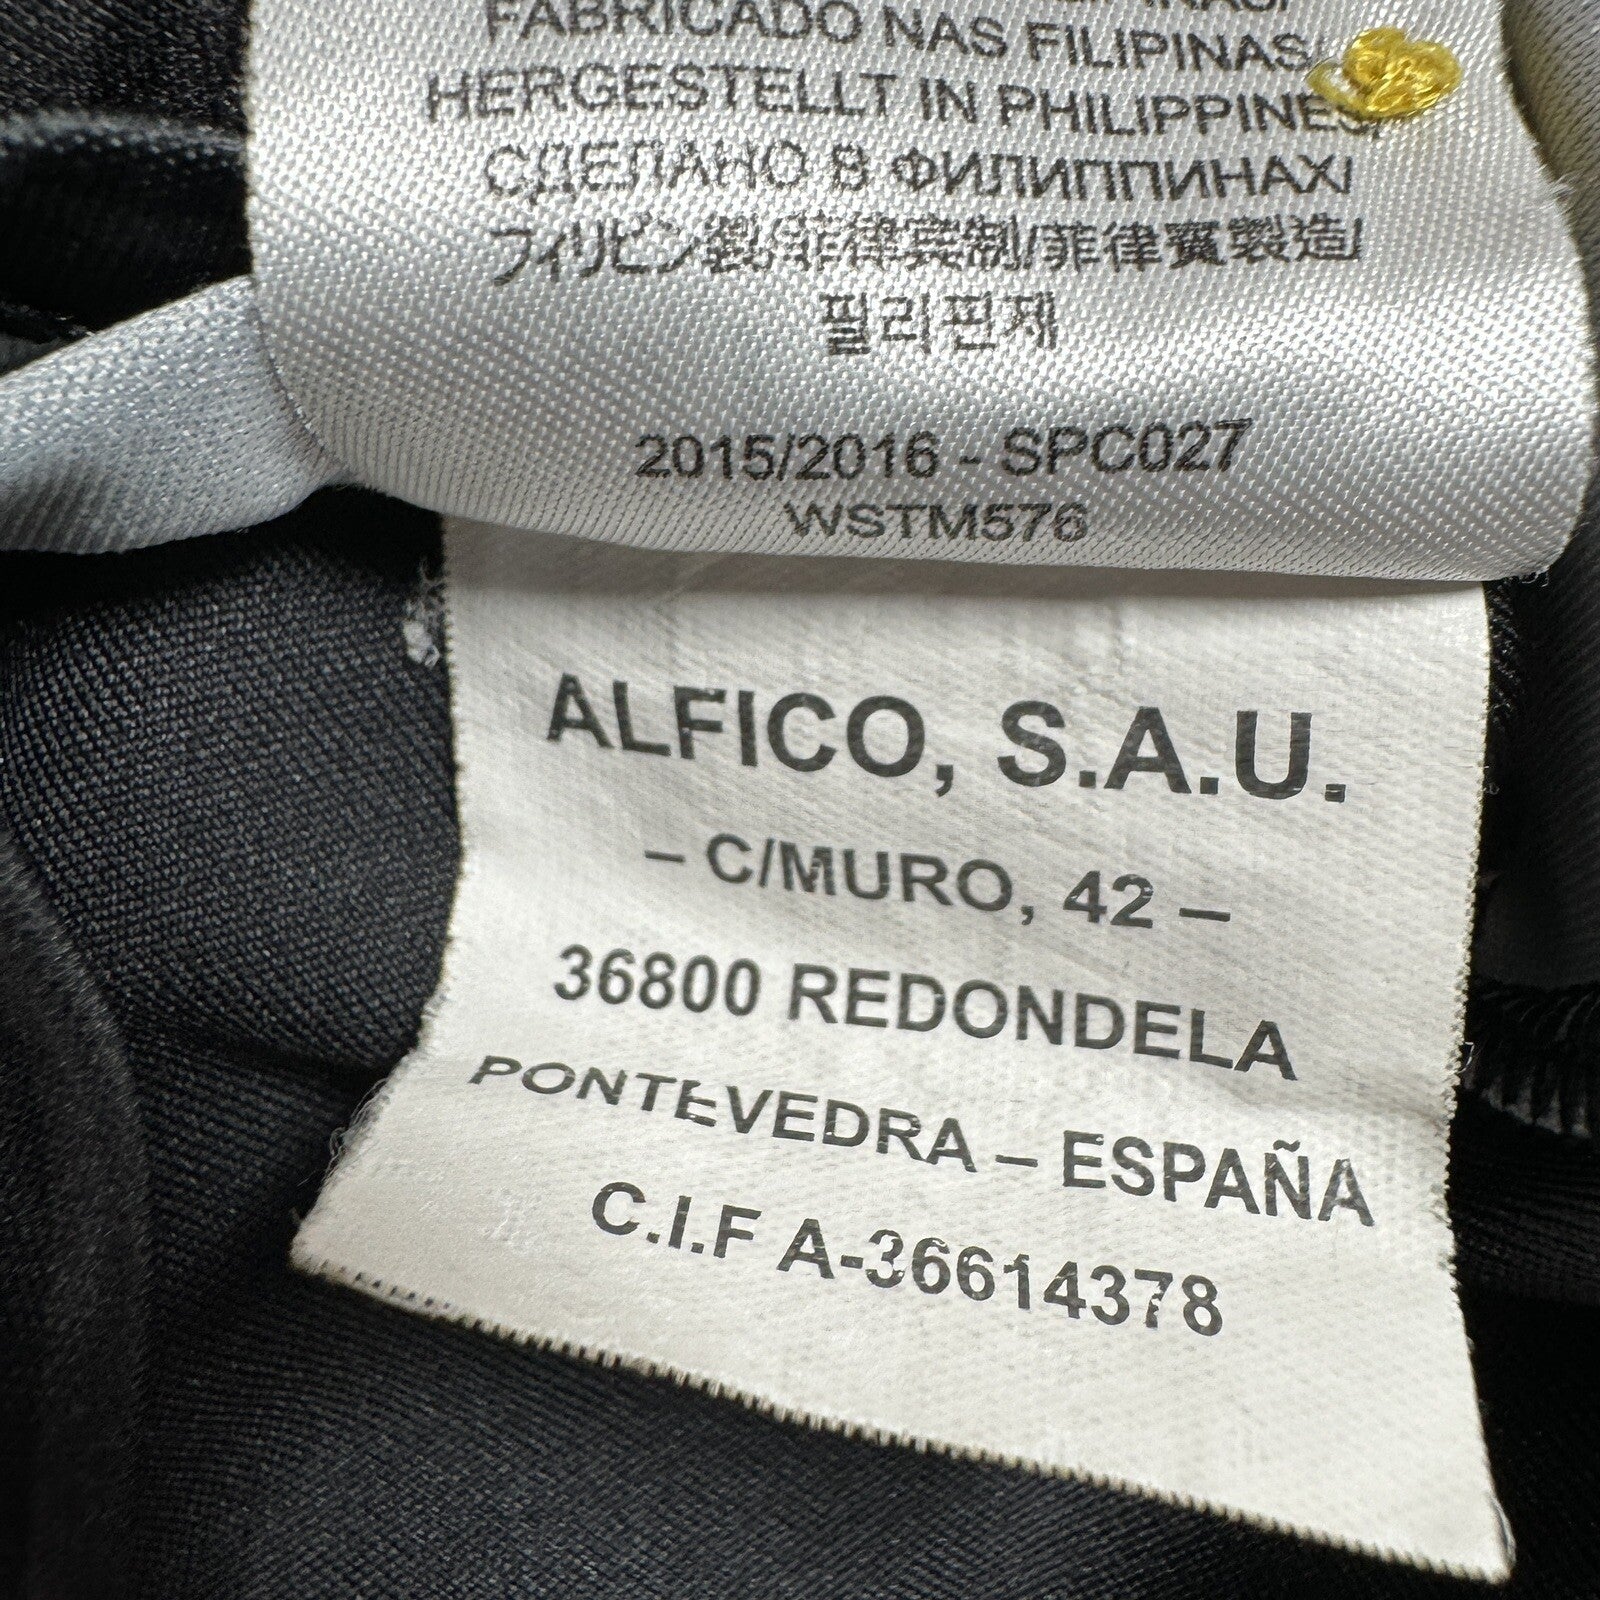 FABRICADO NAS FILIPINAS/
HERGESTELLT IN PHILIPPINES/
СДЕЛАНО В ФИЛИППИНАХ/
フィリピン製/菲律宾制/菲律賓製造/
필리핀제
2015/2016 - SPC027
WSTM576
ALFICO, S.A.U.
– C/MURO, 42 –
36800 REDONDELA
PONTEVEDRA – ESPAÑA
C.I.F A-36614378